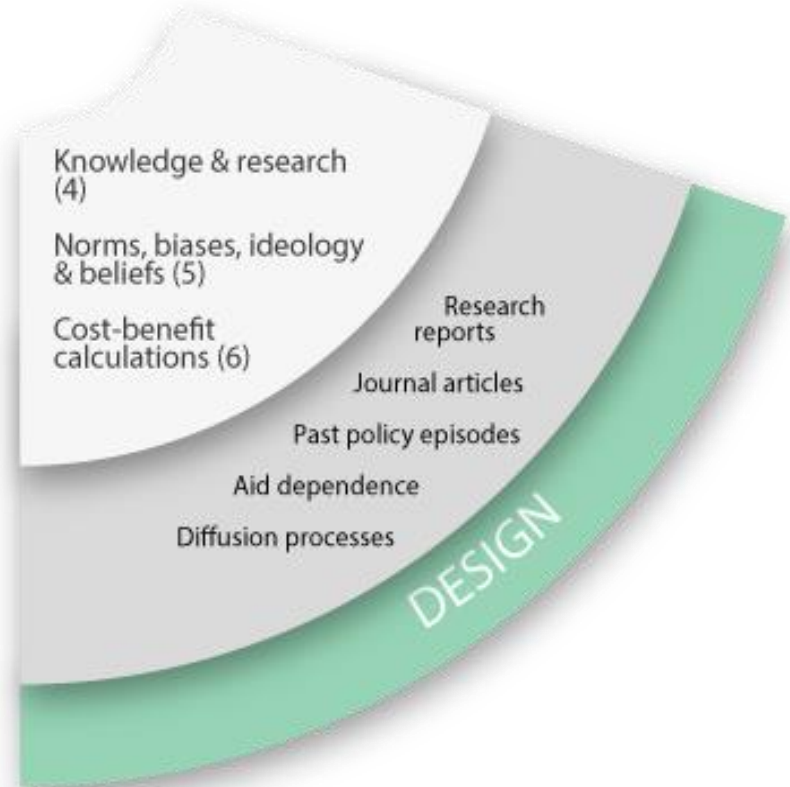 Knowledge & research
(4)
Norms, biases, ideology
& beliefs (5)
Cost-benefit
calculations (6)
Research
reports
Journal articles
Past policy episodes
Aid dependence
Diffusion processes
DESIGN